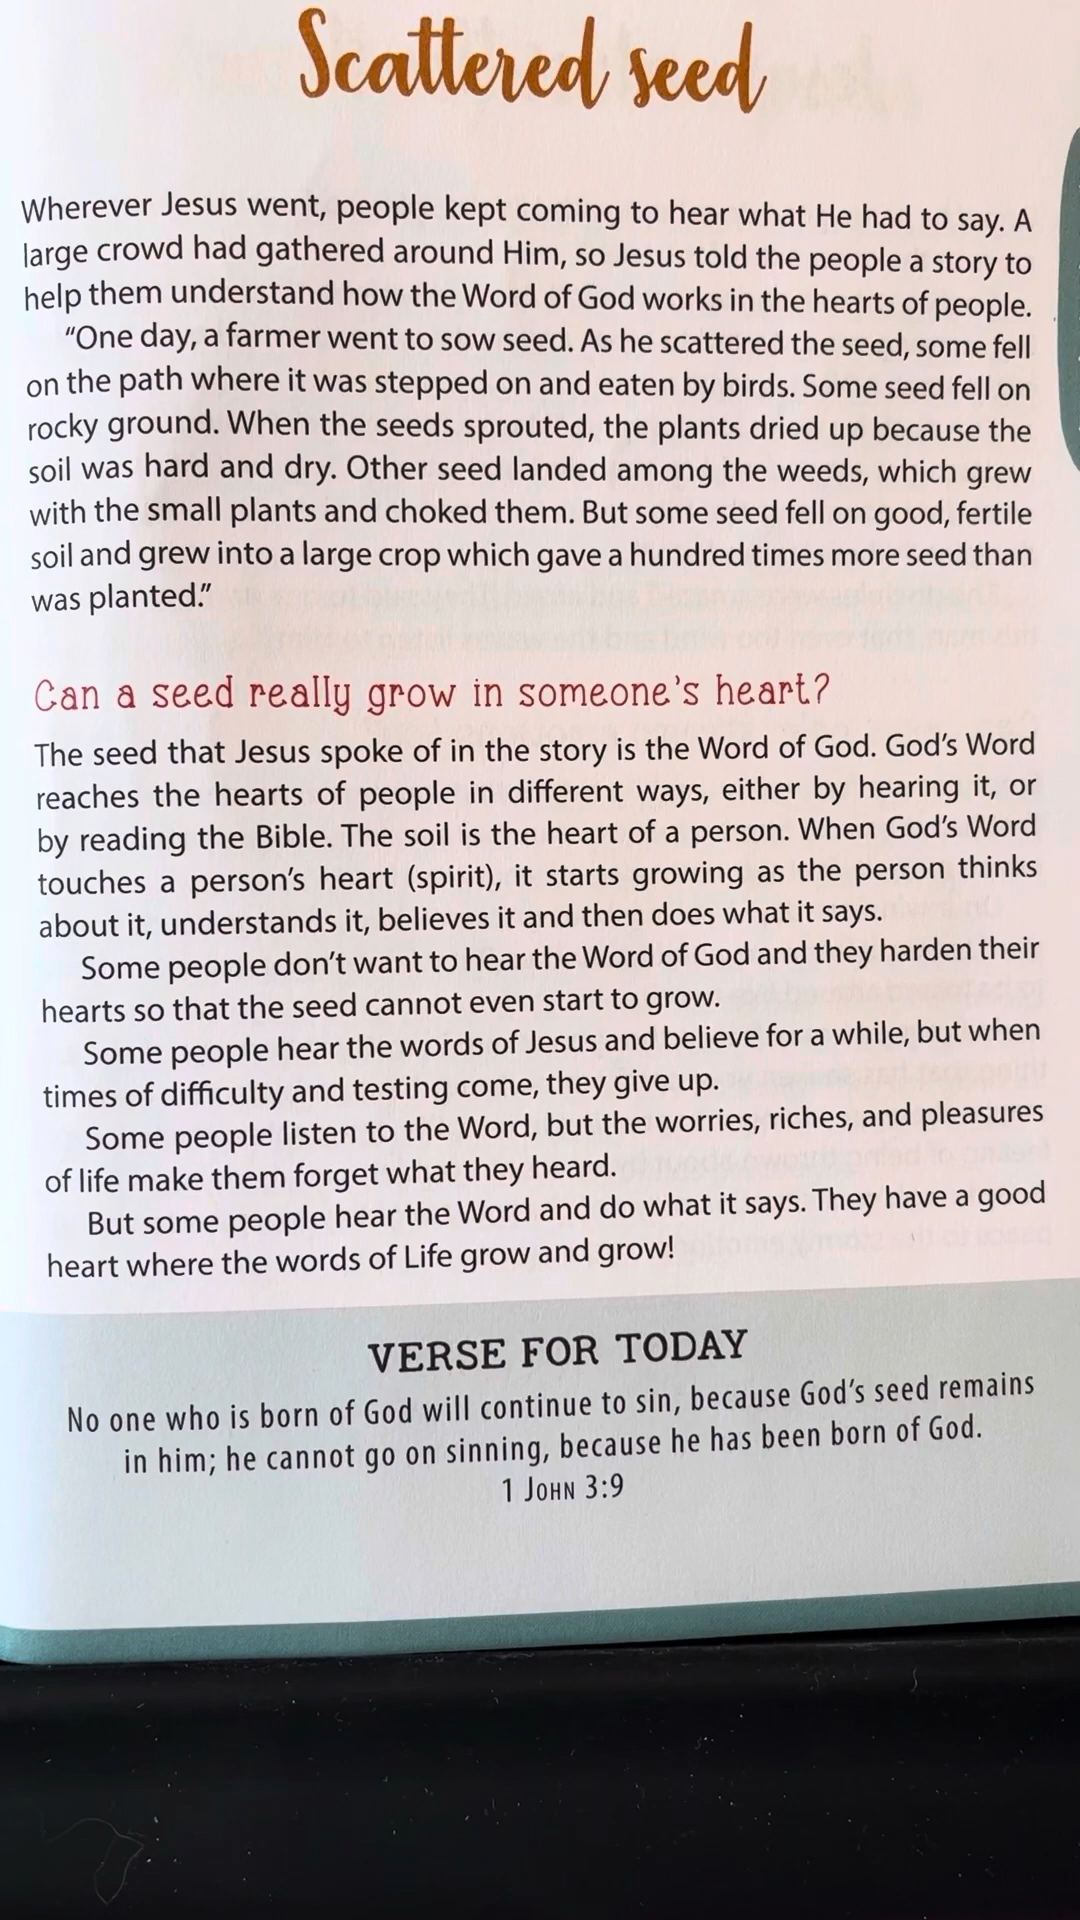 Scattered seed
Wherever Jesus went, people kept coming to hear what He had to say. A
large crowd had gathered around Him, so Jesus told the people a story to
help them understand how the Word of God works in the hearts of people.
“One day, a farmer went to sow seed. As he scattered the seed, some fell
on the path where it was stepped on and eaten by birds. Some seed fell on
rocky ground. When the seeds sprouted, the plants dried up because the
soil was hard and dry. Other seed landed among the weeds, which grew
with the small plants and choked them. But some seed fell on good, fertile
soil and grew into a large crop which gave a hundred times more seed than
was planted.”
Can a seed really grow in someone's heart?
The seed that Jesus spoke of in the story is the Word of God. God’s Word
reaches the hearts of people in different ways, either by hearing it, or
by reading the Bible. The soil is the heart of a person. When God’s Word
touches a person’s heart (spirit), it starts growing as the person thinks
about it, understands it, believes it and then does what it says.
Some people don’t want to hear the Word of God and they harden their
hearts so that the seed cannot even start to grow.
Some people hear the words of Jesus and believe for a while, but when
times of difficulty and testing come, they give up.
Some people listen to the Word, but the worries, riches, and pleasures
of life make them forget what they heard.
But some people hear the Word and do what it says. They have a good
heart where the words of Life grow and grow!
VERSE FOR TODAY
No one who is born of God will continue to sin, because God’s seed remains
in him; he cannot go on sinning, because he has been born of God.
1 JOHN 3:9